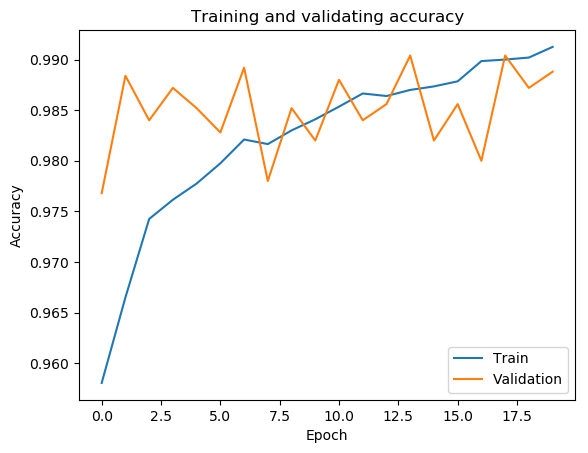 Training and validating accuracy
0.990
0.985
0.980
0.975
0.970
0.965
0.960
Accuracy
Train
Validation
0.0 2.5 5.0 7.5 10.0 12.5 15.0 17.5
Epoch